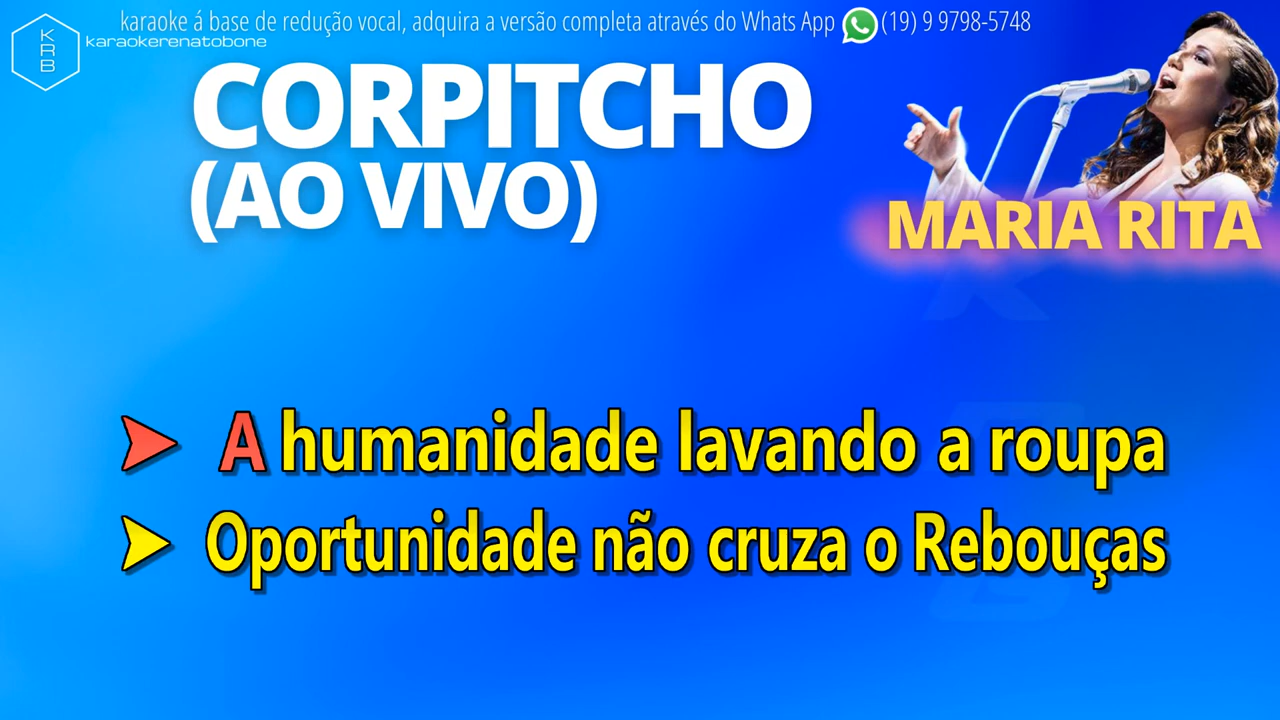 karaoke á base de redução vocal, adquira a versão completa através do Whats App (19) 9 9798-5748
KRB
karaokerenatobone
CORPITCHO
(AO VIVO)
MARIA RITA
A humanidade lavando a roupa
Oportunidade não cruza o Rebouças